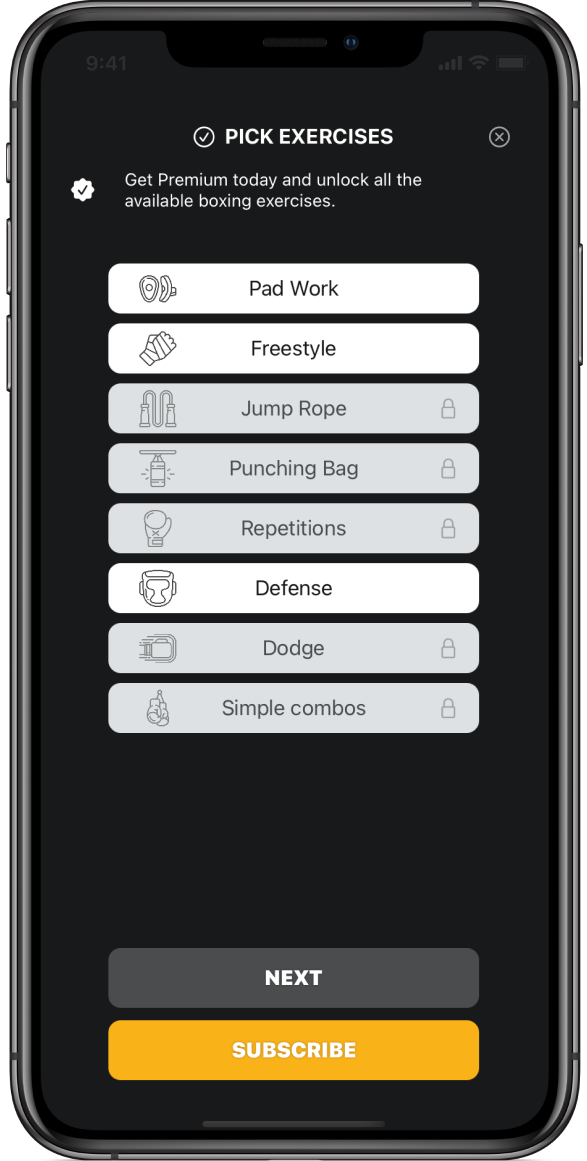 9:41
PICK EXERCISES
Get Premium today and unlock all the
available boxing exercises.
Pad Work
Freestyle
Jump Rope
Punching Bag
Repetitions
Defense
Dodge
Simple combos
NEXT
SUBSCRIBE